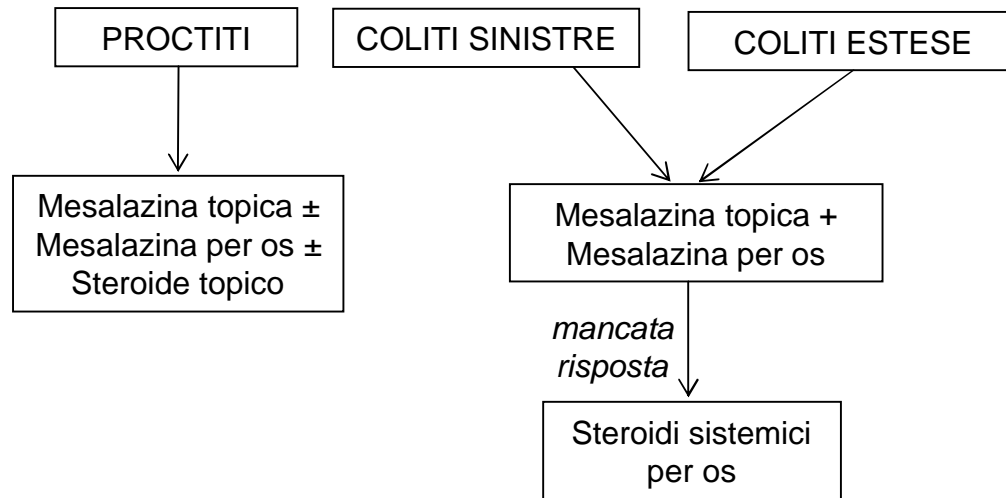 PROCTITI
COLITI SINISTRE
COLITI ESTESE
Mesalazina topica ±
Mesalazina per os ±
Steroide topico
Mesalazina topica +
Mesalazina per os
mancata
risposta
Steroidi sistemici
per os